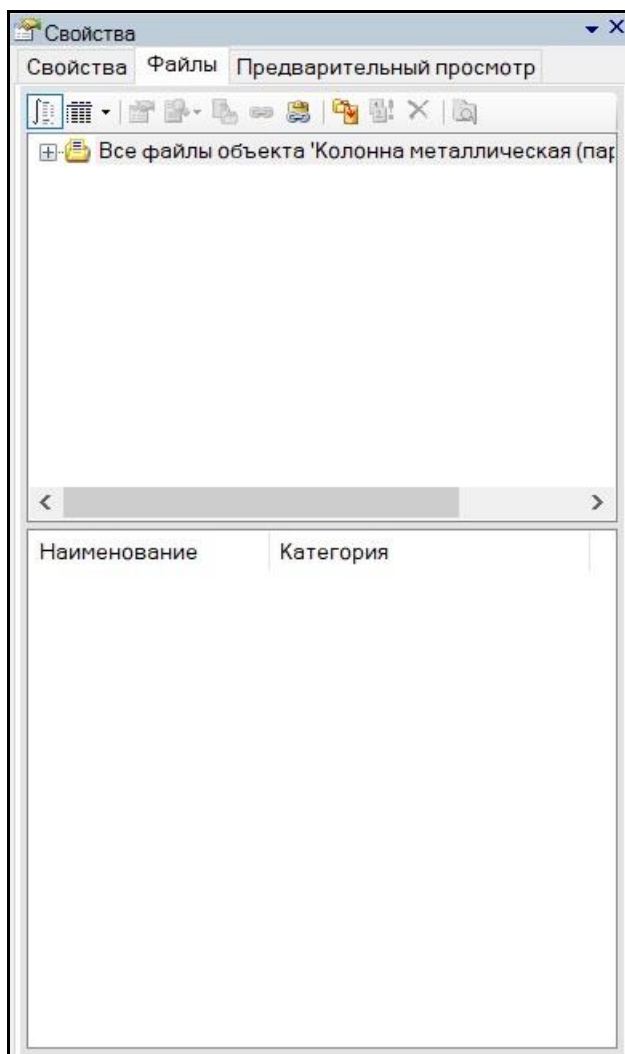 Свойства
Свойства Файлы Предварительный просмотр
Все файлы объекта 'Колонна металлическая (пар
Наименование Категория